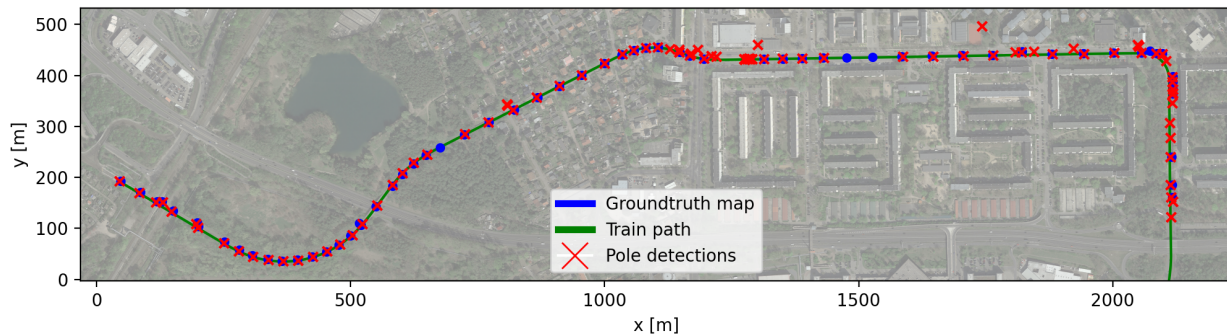 500
400
300
200
100
0
y [m]
Groundtruth map
Train path
Pole detections
0
500
1000
1500
2000
x [m]